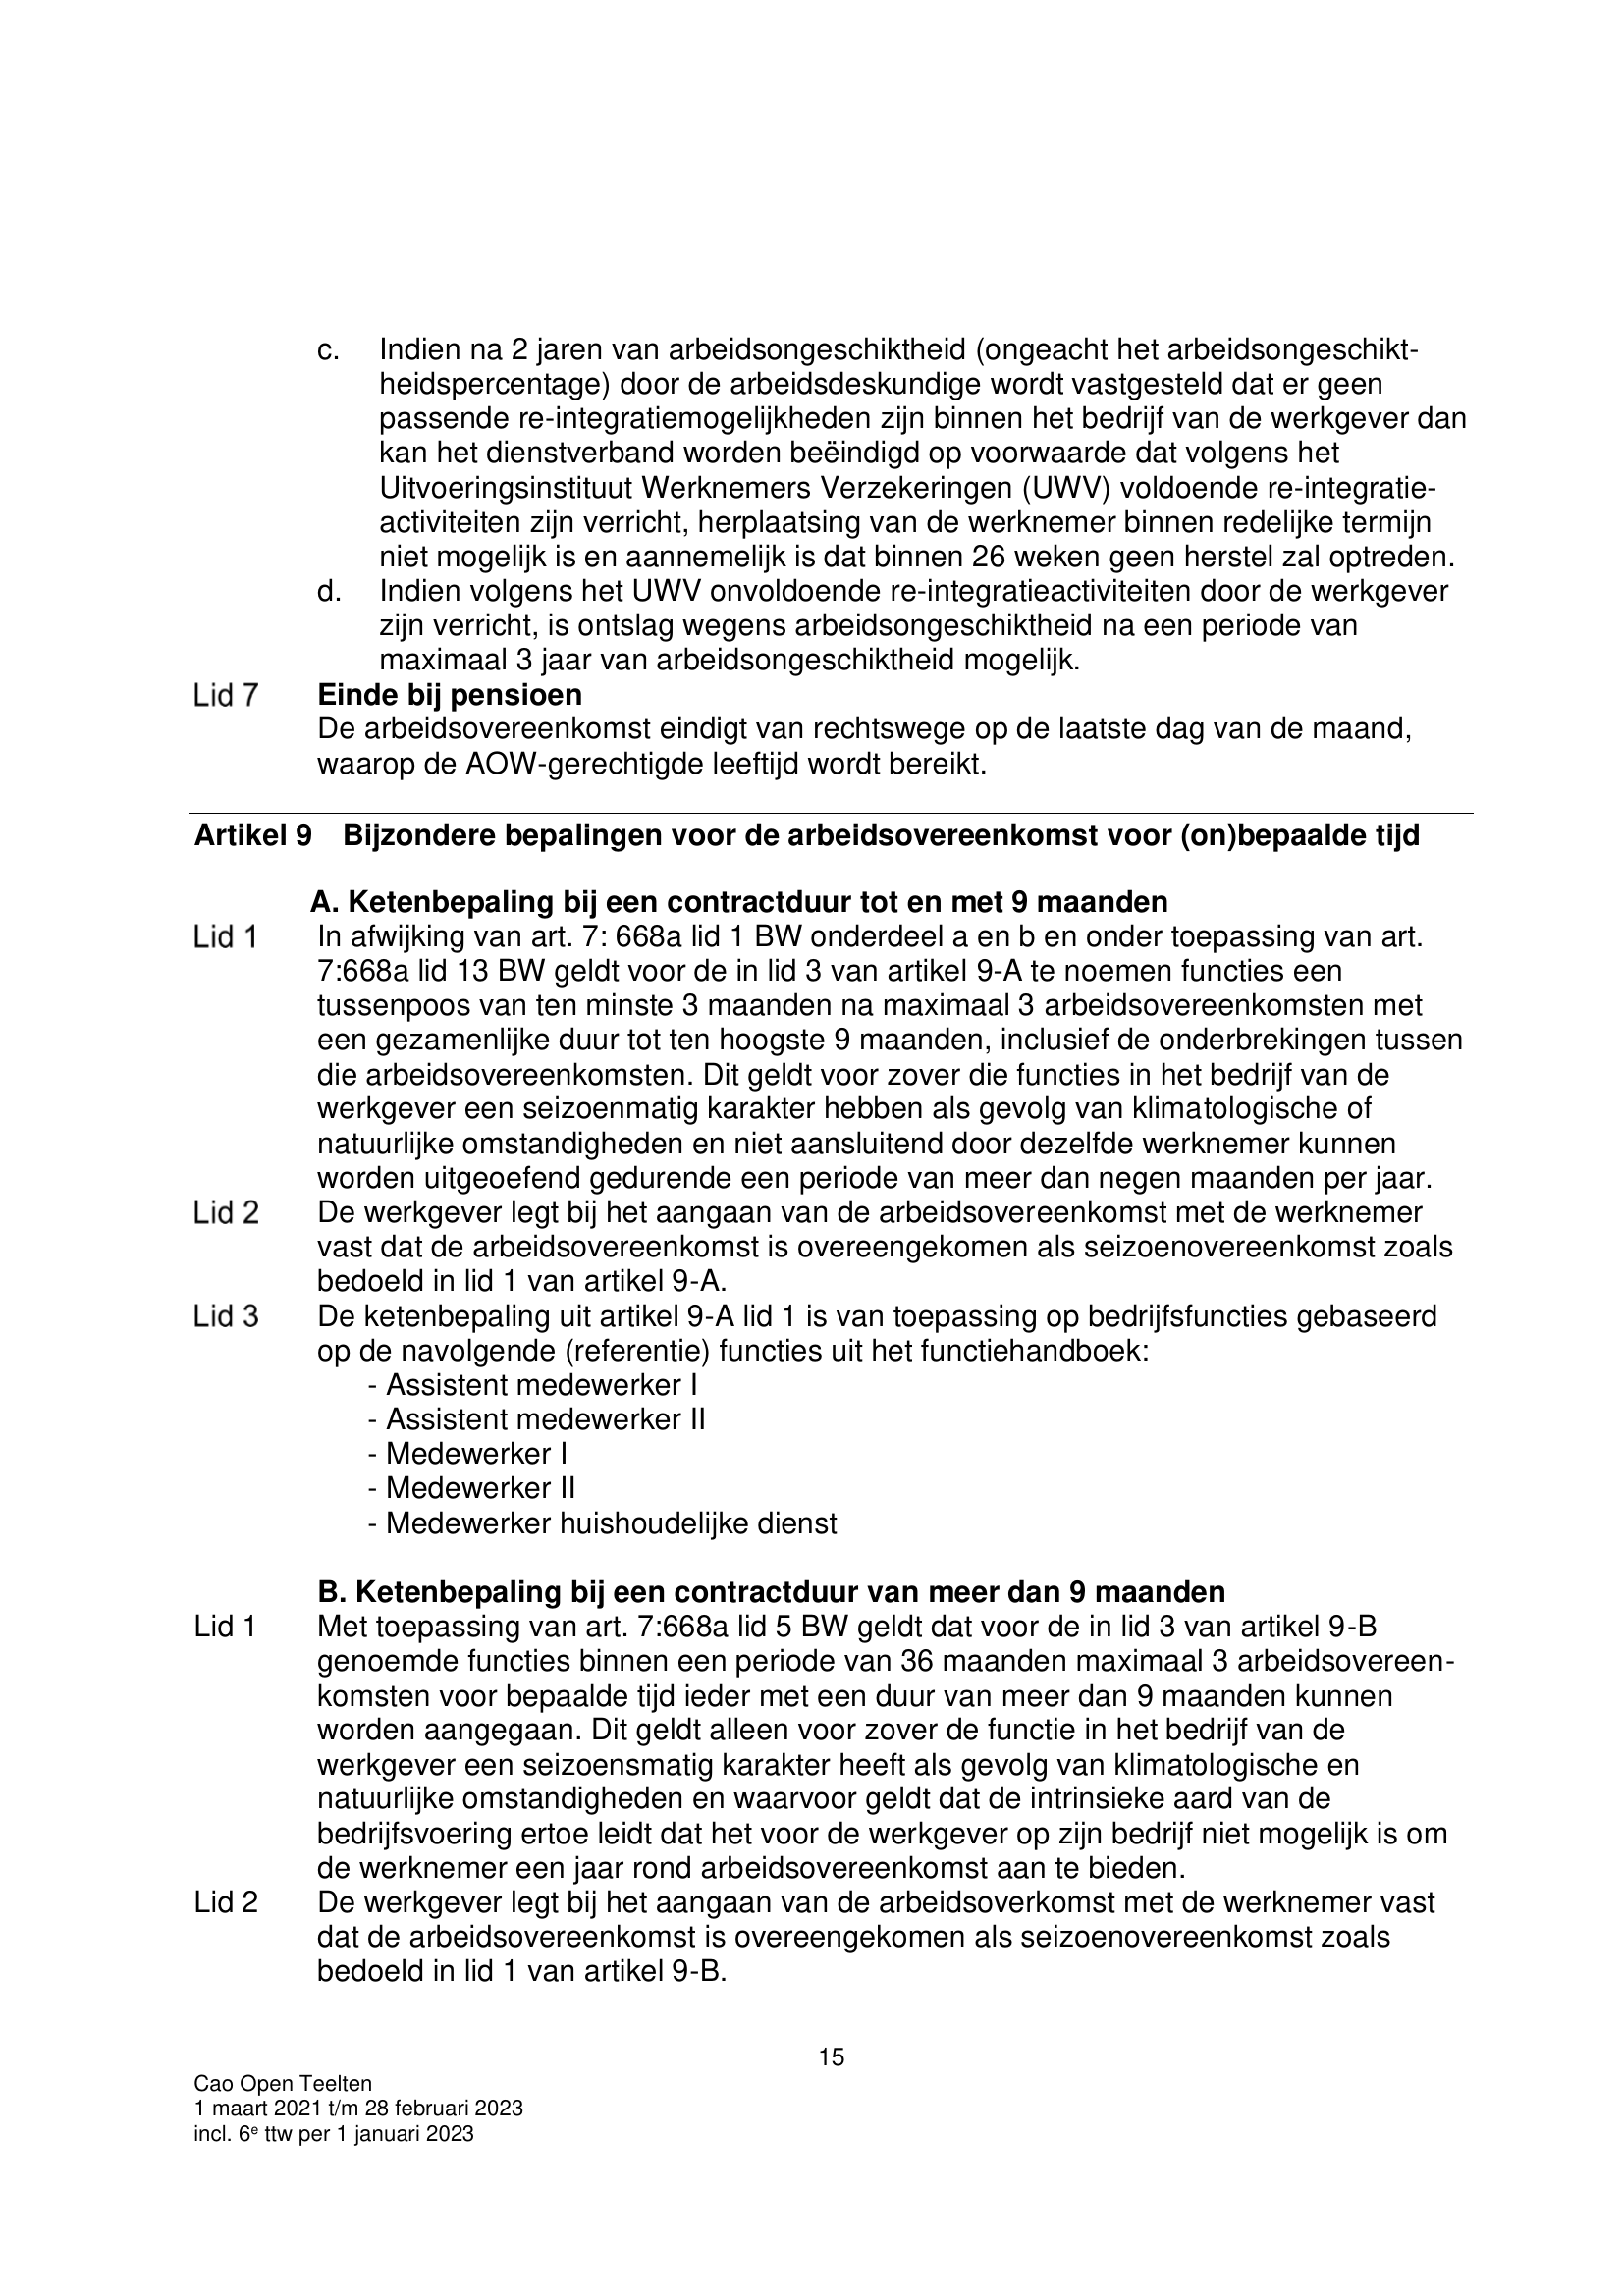 c. Indien na 2 jaren van arbeidsongeschiktheid (ongeacht het arbeidsongeschikt-
heidspercentage) door de arbeidsdeskundige wordt vastgesteld dat er geen
passende re-integratiemogelijkheden zijn binnen het bedrijf van de werkgever dan
kan het dienstverband worden beëindigd op voorwaarde dat volgens het
Uitvoeringsinstituut Werknemers Verzekeringen (UWV) voldoende re-integratie-
activiteiten zijn verricht, herplaatsing van de werknemer binnen redelijke termijn
niet mogelijk is en aannemelijk is dat binnen 26 weken geen herstel zal optreden.
d. Indien volgens het UWV onvoldoende re-integratieactiviteiten door de werkgever
zijn verricht, is ontslag wegens arbeidsongeschiktheid na een periode van
maximaal 3 jaar van arbeidsongeschiktheid mogelijk.
Lid 7 Einde bij pensioen
De arbeidsovereenkomst eindigt van rechtswege op de laatste dag van de maand,
waarop de AOW-gerechtigde leeftijd wordt bereikt.
Artikel 9 Bijzondere bepalingen voor de arbeidsovereenkomst voor (on)bepaalde tijd
A. Ketenbepaling bij een contractduur tot en met 9 maanden
Lid 1 In afwijking van art. 7: 668a lid 1 BW onderdeel a en b en onder toepassing van art.
7:668a lid 13 BW geldt voor de in lid 3 van artikel 9-A te noemen functies een
tussenpoos van ten minste 3 maanden na maximaal 3 arbeidsovereenkomsten met
een gezamenlijke duur tot ten hoogste 9 maanden, inclusief de onderbrekingen tussen
die arbeidsovereenkomsten. Dit geldt voor zover die functies in het bedrijf van de
werkgever een seizoenmatig karakter hebben als gevolg van klimatologische of
natuurlijke omstandigheden en niet aansluitend door dezelfde werknemer kunnen
worden uitgeoefend gedurende een periode van meer dan negen maanden per jaar.
Lid 2 De werkgever legt bij het aangaan van de arbeidsovereenkomst met de werknemer
vast dat de arbeidsovereenkomst is overeengekomen als seizoenovereenkomst zoals
bedoeld in lid 1 van artikel 9-A.
Lid 3 De ketenbepaling uit artikel 9-A lid 1 is van toepassing op bedrijfsfuncties gebaseerd
op de navolgende (referentie) functies uit het functiehandboek:
- Assistent medewerker I
- Assistent medewerker II
- Medewerker I
- Medewerker II
- Medewerker huishoudelijke dienst
B. Ketenbepaling bij een contractduur van meer dan 9 maanden
Lid 1 Met toepassing van art. 7:668a lid 5 BW geldt dat voor de in lid 3 van artikel 9-B
genoemde functies binnen een periode van 36 maanden maximaal 3 arbeidsovereen-
komsten voor bepaalde tijd ieder met een duur van meer dan 9 maanden kunnen
worden aangegaan. Dit geldt alleen voor zover de functie in het bedrijf van de
werkgever een seizoensmatig karakter heeft als gevolg van klimatologische en
natuurlijke omstandigheden en waarvoor geldt dat de intrinsieke aard van de
bedrijfsvoering ertoe leidt dat het voor de werkgever op zijn bedrijf niet mogelijk is om
de werknemer een jaar rond arbeidsovereenkomst aan te bieden.
Lid 2 De werkgever legt bij het aangaan van de arbeidsoverkomst met de werknemer vast
dat de arbeidsovereenkomst is overeengekomen als seizoenovereenkomst zoals
bedoeld in lid 1 van artikel 9-B.
15
Cao Open Teelten
1 maart 2021 t/m 28 februari 2023
incl. 6e ttw per 1 januari 2023